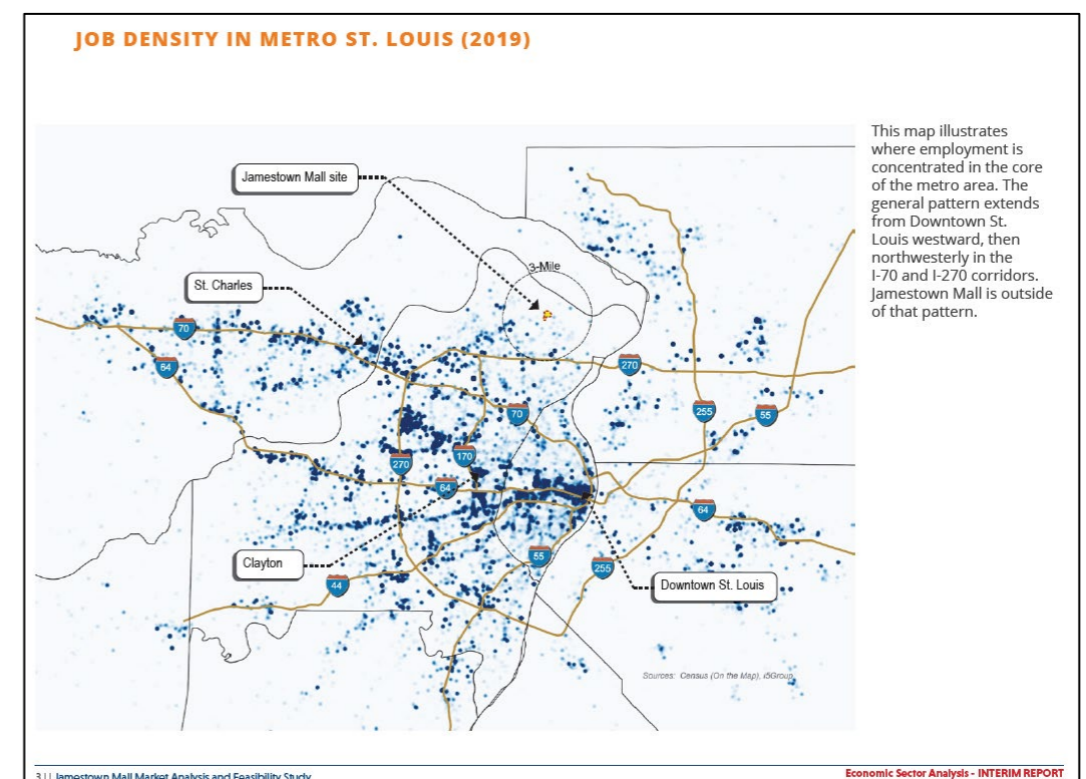 JOB DENSITY IN METRO ST. LOUIS (2019)
This map illustrates
where employment is
concentrated in the core
of the metro area. The
general pattern extends
from Downtown St.
Louis westward, then
northwesterly in the
I-70 and I-270 corridors.
Jamestown Mall is outside
of that pattern.
Jamestown Mall site
3-Mile
St. Charles
70
64
270
70
255
55
270
170
64
64
Clayton
44
55
255
Downtown St. Louis
Sources: Census (On the Map), i5Group
3 || Jamestown Mall Market Analysis and Feasibility Study
Economic Sector Analysis - INTERIM REPORT